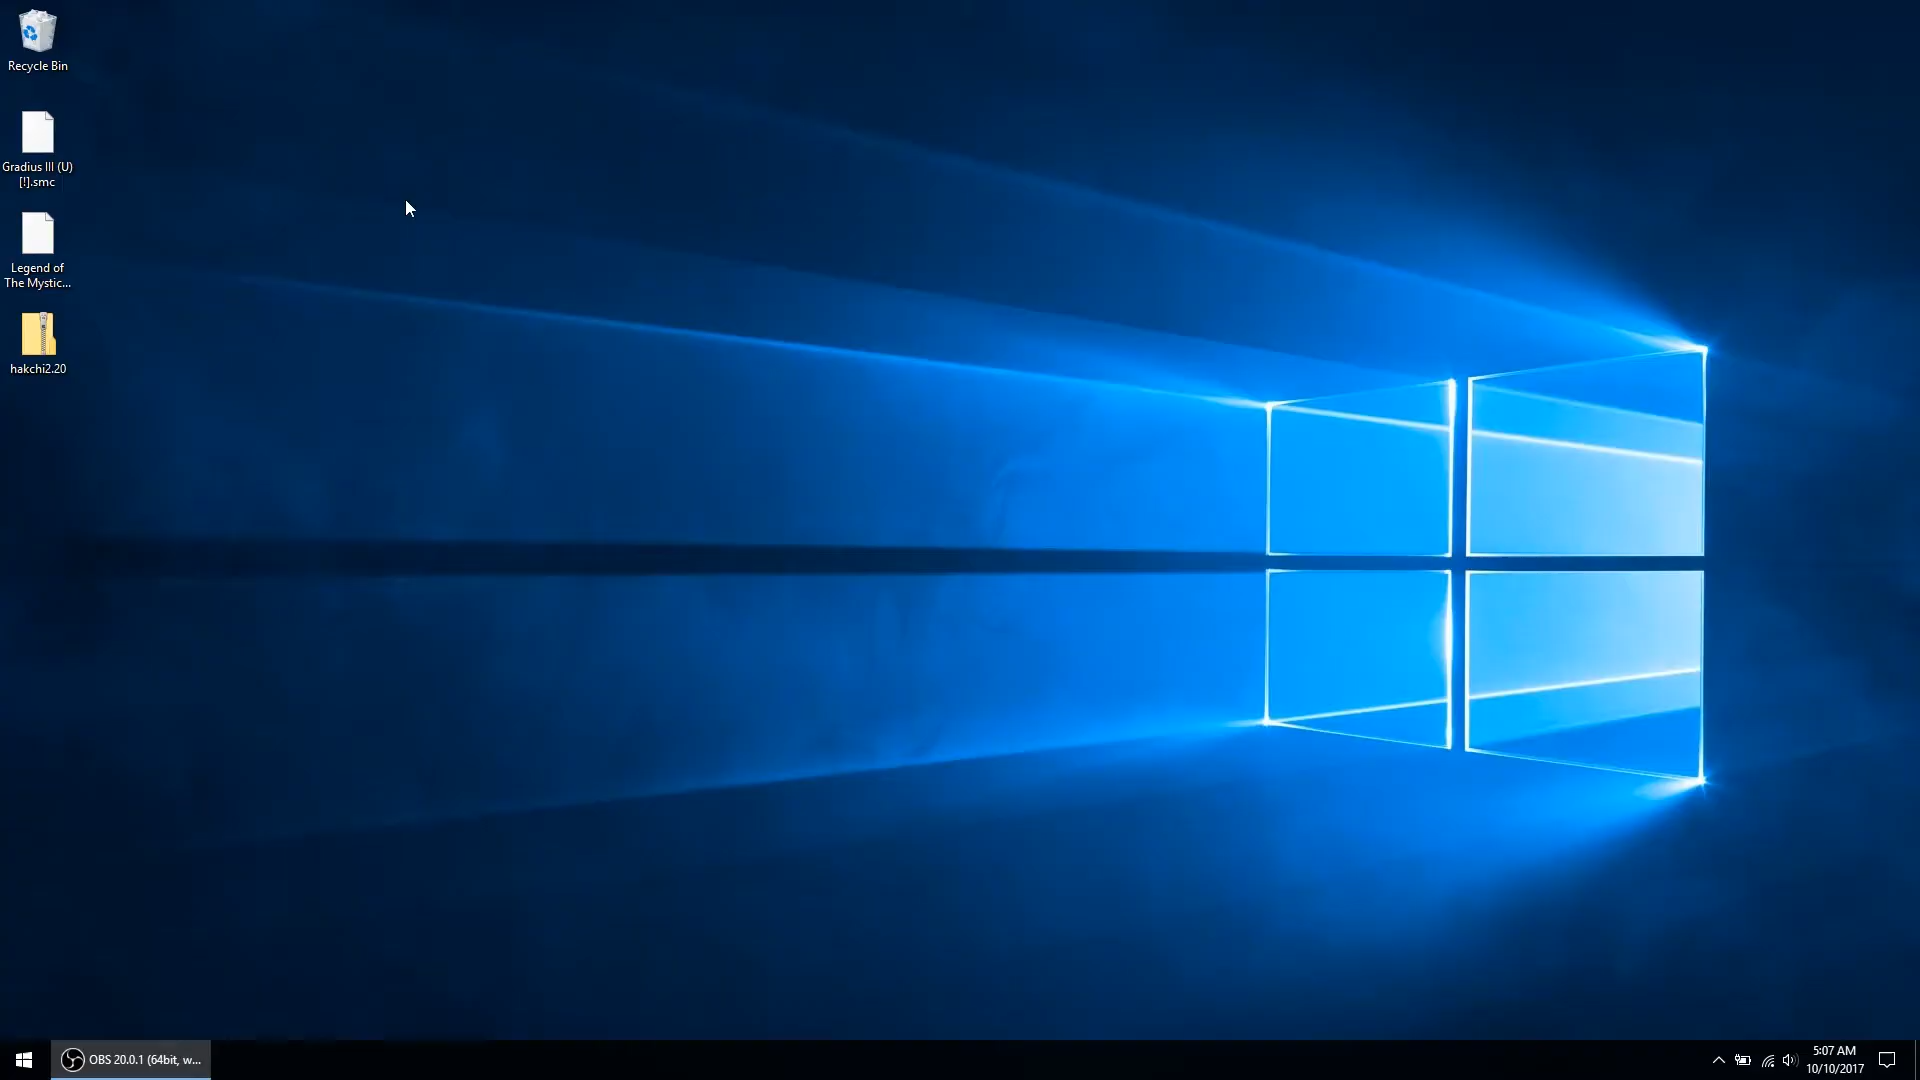 Recycle Bin
Gradius III (U)
[!].smc
Legend of
The Mystic...
hakchi2.20
OBS 20.0.1 (64bit, w...
5:07 AM
10/10/2017